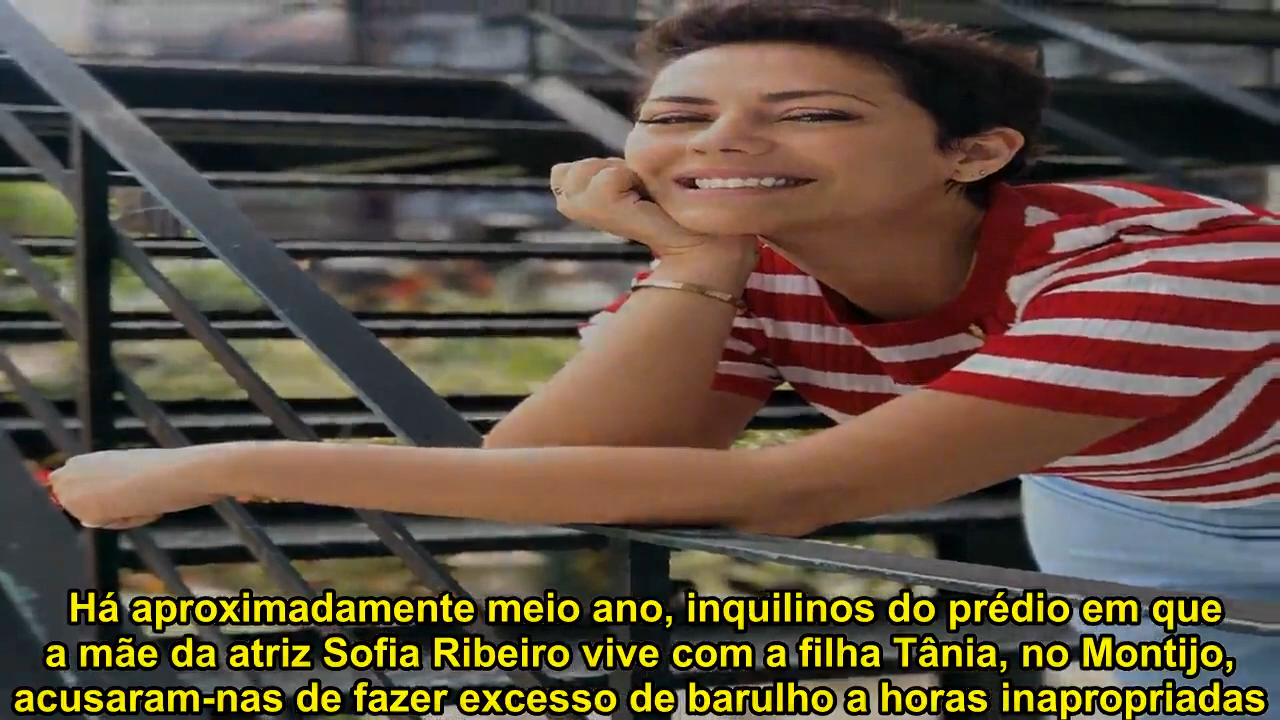 Há aproximadamente meio ano, inquilinos do prédio em que
a mãe da atriz Sofia Ribeiro vive com a filha Tânia, no Montijo,
acusaram-nas de fazer excesso de barulho a horas inapropriadas